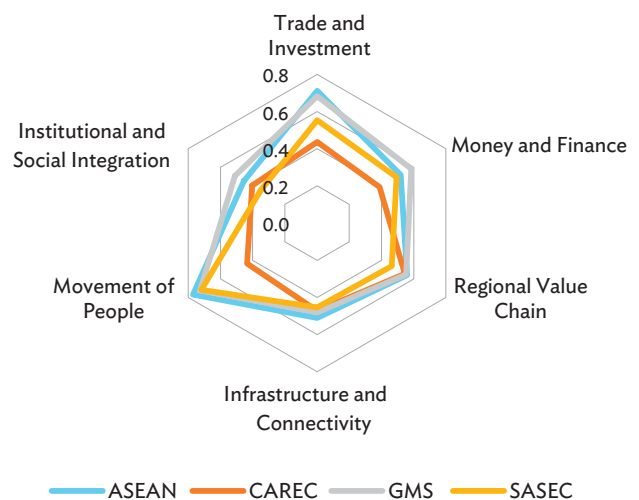 Trade and
Investment
0.8
0.6
0.4
0.2
0.0
Institutional and
Social Integration
Money and Finance
Movement of
People
Regional Value
Chain
Infrastructure and
Connectivity
ASEAN CAREC GMS SASEC